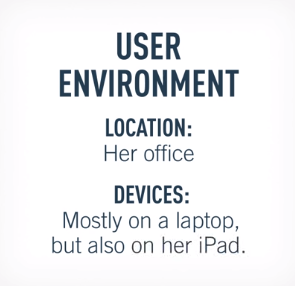 USER
ENVIRONMENT
LOCATION:
Her office
DEVICES:
Mostly on a laptop,
but also on her iPad.